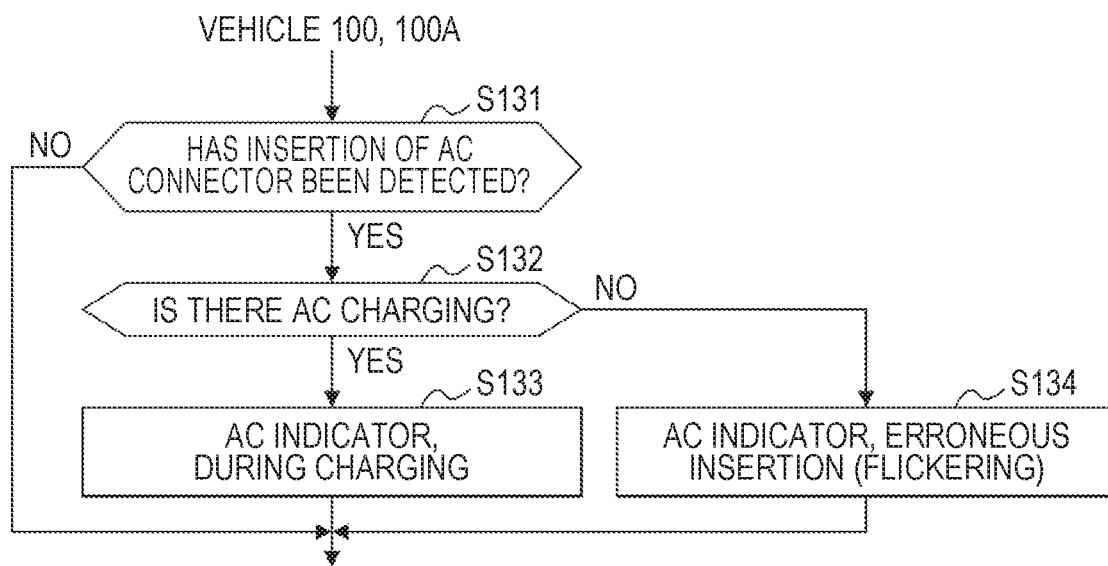 VEHICLE 100, 100A
S131
NO
HAS INSERTION OF AC
CONNECTOR BEEN DETECTED?
YES
S132
IS THERE AC CHARGING?
NO
YES
S133
AC INDICATOR,
DURING CHARGING
S134
AC INDICATOR, ERRONEOUS
INSERTION (FLICKERING)